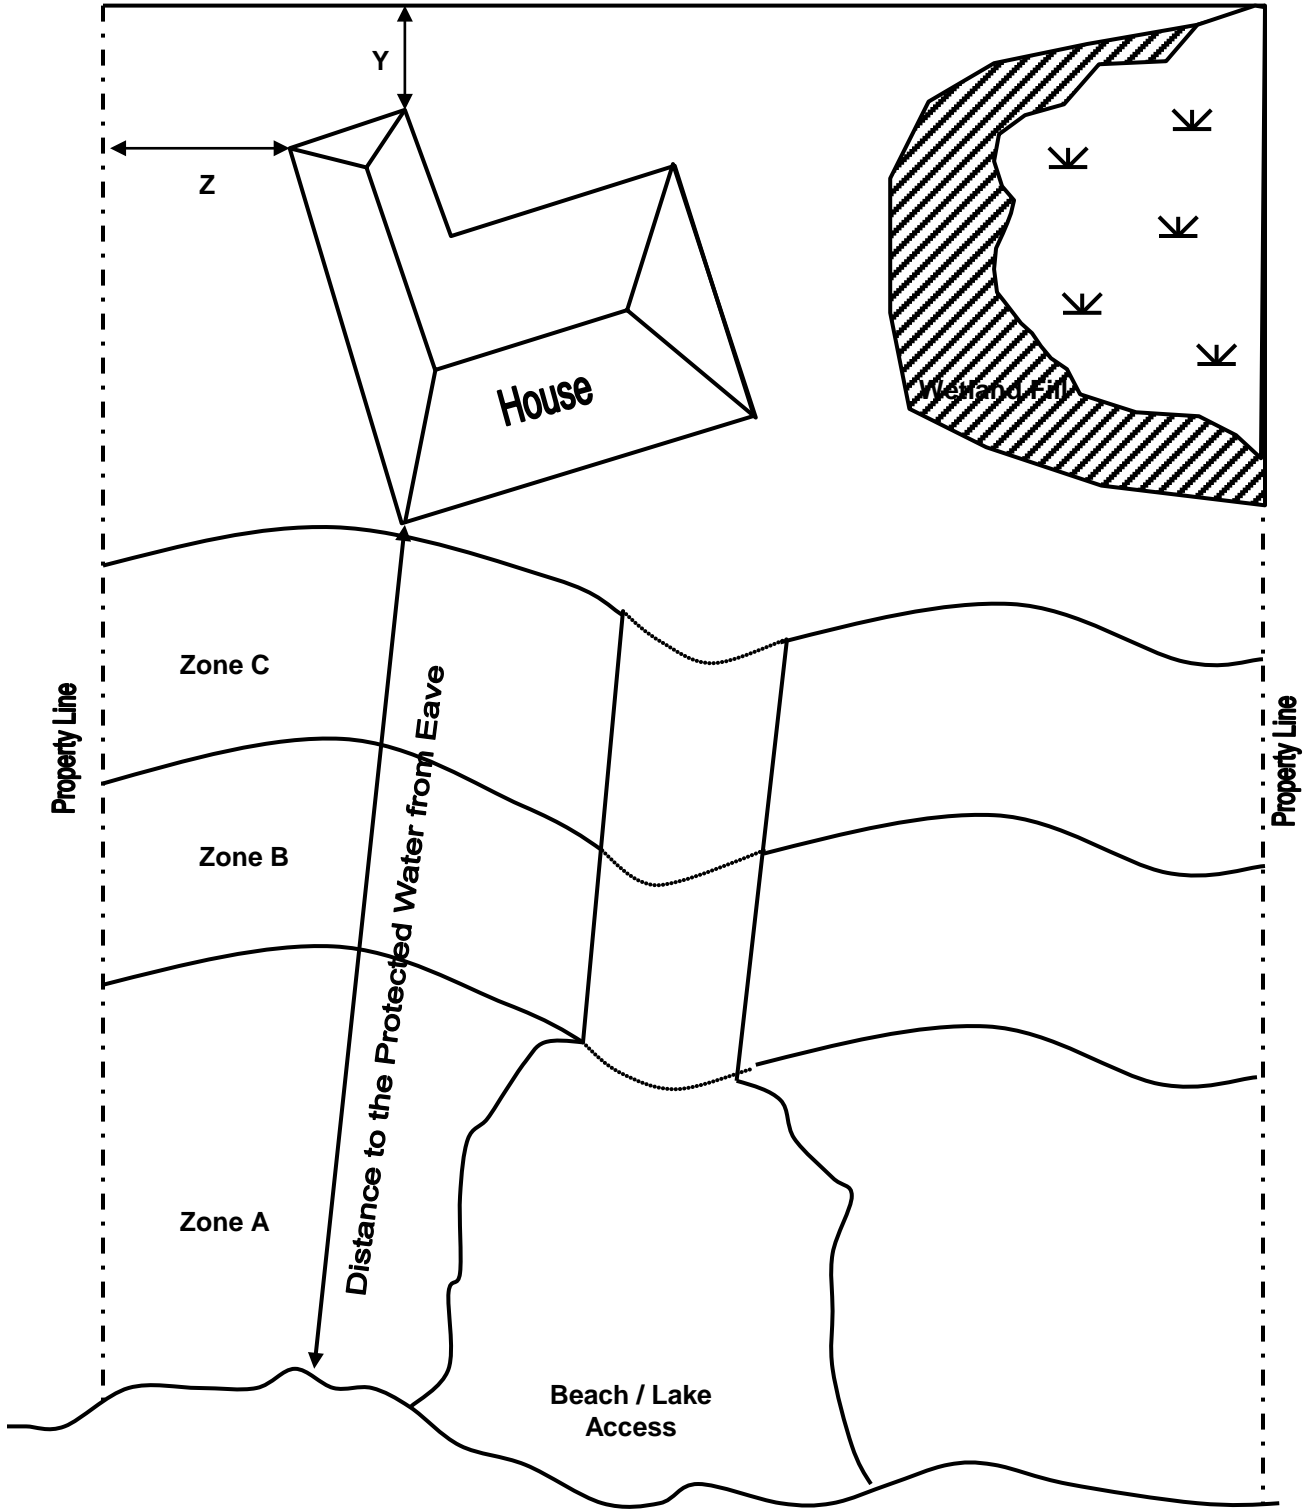 Y
Z
House
Wetland Fill
Zone C
Property Line
Distance to the Protected Water from Eave
Property Line
Zone B
Zone A
Beach / Lake
Access